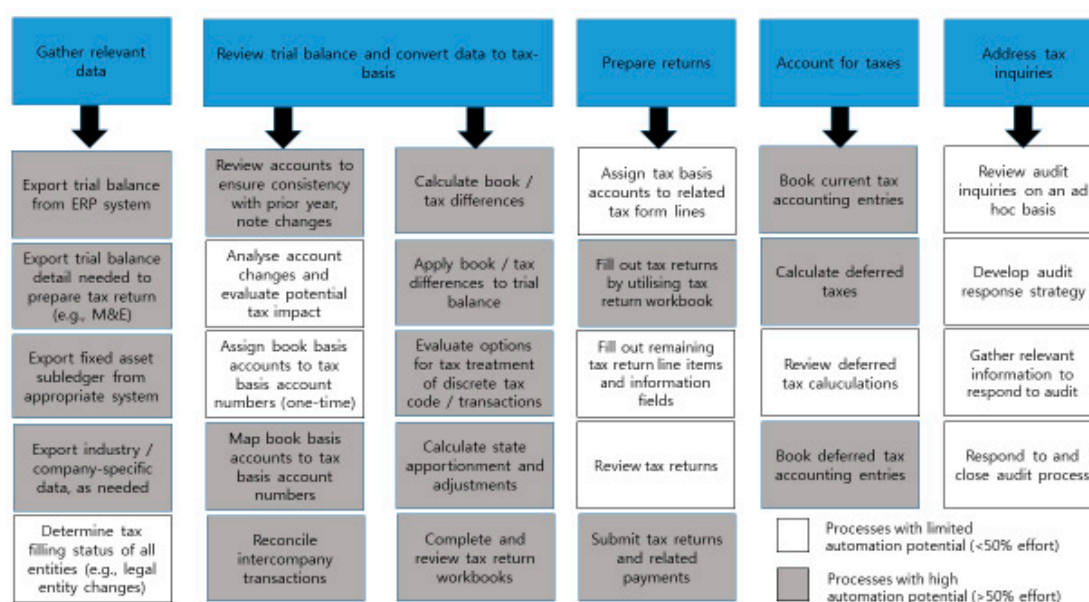 Gather relevant
data
Review trial balance and convert data to tax-
basis
Prepare returns
Account for taxes
Address tax
inquiries
Export trial balance
from ERP system
Export trial balance
detail needed to
prepare tax return
(e.g., M&E)
Export fixed asset
subledger from
appropriate system
Export industry /
company-specific
data, as needed
Determine tax
filling status of all
entities (e.g., legal
entity changes)
Review accounts to
ensure consistency
with prior year,
note changes
Analyse account
changes and
evaluate potential
tax impact
Assign book basis
accounts to tax
basis account
numbers (one-time)
Map book basis
accounts to tax
basis account
numbers
Reconcile
intercompany
transactions
Calculate book /
tax differences
Apply book / tax
differences to trial
balance
Evaluate options
for tax treatment
of discrete tax
code / transactions
Calculate state
apportionment and
adjustments
Complete and
review tax return
workbooks
Assign tax basis
accounts to related
tax form lines
Fill out tax returns
by utilising tax
return workbook
Fill out remaining
tax return line items
and information
fields
Review tax returns
Submit tax returns
and related
payments
Book current tax
accounting entries
Calculate deferred
taxes
Review deferred
tax caluculations
Book deferred tax
accounting entries
Review audit
inquiries on an ad
hoc basis
Develop audit
response strategy
Gather relevant
information to
respond to audit
Respond to and
close audit process
Processes with limited
automation potential (<50% effort)
Processes with high
automation potential (>50% effort)